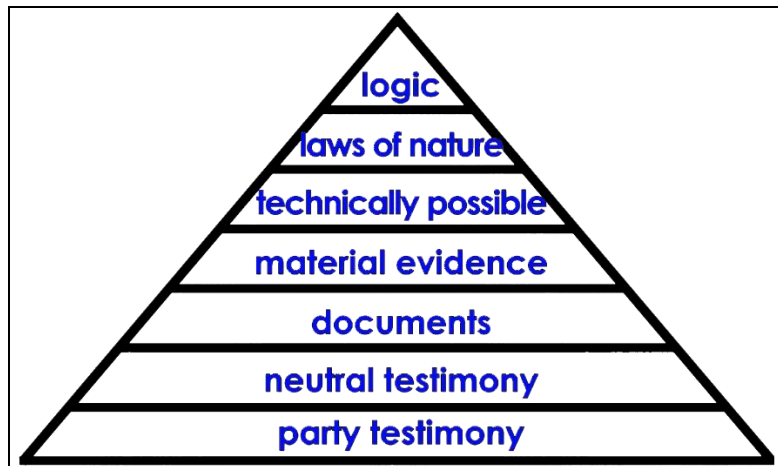 logic
laws of nature
technically possible
material evidence
documents
neutral testimony
party testimony